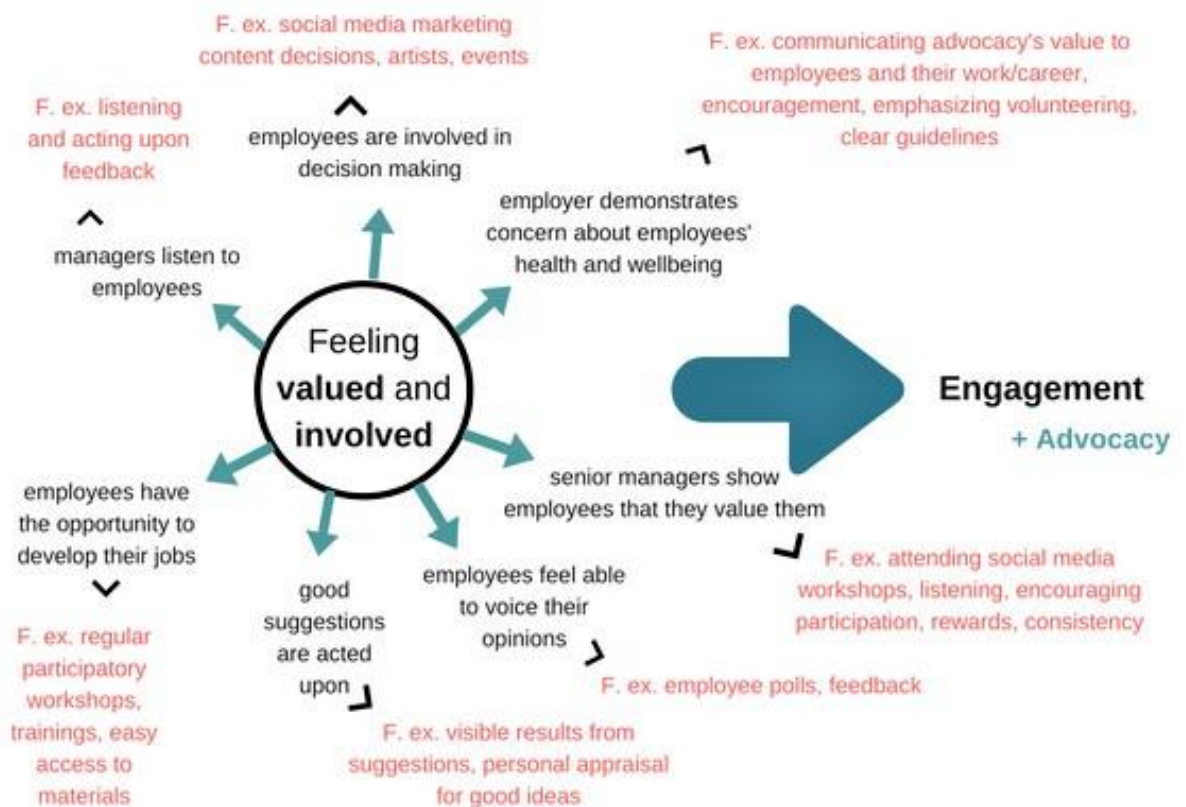 F. ex. social media marketing
content decisions, artists, events
F. ex. communicating advocacy's value to
employees and their work/career,
encouragement, emphasizing volunteering,
clear guidelines
F. ex. listening
and acting upon
feedback
employees are involved in
decision making
employer demonstrates
concern about employees'
health and wellbeing
managers listen to
employees
Feeling
valued and
involved
Engagement
+ Advocacy
employees have
the opportunity to
develop their jobs
senior managers show
employees that they value them
F. ex. attending social media
workshops, listening, encouraging
participation, rewards, consistency
good
suggestions
are acted
upon
employees feel able
to voice their
opinions
F. ex. employee polls, feedback
F. ex. regular
participatory
workshops,
trainings, easy
access to
materials
F. ex. visible results from
suggestions, personal appraisal
for good ideas